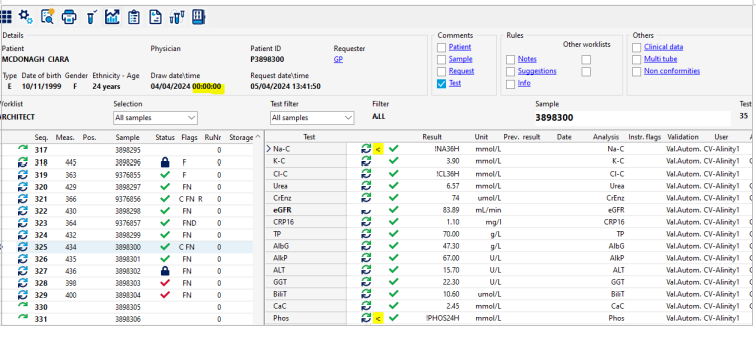 Details Comments Rules Others
Patient Physician Patient ID Requester Patient Other worklists Clinical data
MCDONAGH CIARA P3898300 GP Sample Notes Multi tube
Type Date of birth Gender Ethnicity - Age Draw date\time Request date\time Request Suggestions Non conformities
E 10/11/1999 F 24 years 04/04/2024 00:00:00 05/04/2024 13:41:50 Test Info
Worklist Selection Test filter Filter Sample Test
ARCHITECT All samples All samples ALL 3898300 35
Seq. Meas. Pos. Sample Status Flags RuNr Storage Test Result Unit Prev. result Date Analysis Instr. flags Validation User
317 3898295 0 Na-C < !NA36H mmol/L Na-C Val.Autom. CV-Alinity1
318 445 3898296 F 0 K-C 3.90 mmol/L K-C Val.Autom. CV-Alinity1
319 363 9376855 F 0 Cl-C !CL36H mmol/L Cl-C Val.Autom. CV-Alinity1
320 429 3898297 FN 0 Urea 6.57 mmol/L Urea Val.Autom. CV-Alinity1
321 366 9376856 C FN R 0 CrEnz 74 umol/L CrEnz Val.Autom. CV-Alinity1
322 430 3898298 FN 0 eGFR 83.89 mL/min eGFR Val.Autom. CV-Alinity1
323 364 9376857 FND 0 CRP16 1.10 mg/l CRP16 Val.Autom. CV-Alinity1
324 432 3898299 FN 0 TP 70.00 g/L TP Val.Autom. CV-Alinity1
325 434 3898300 C FN 0 AlbG 47.30 g/L AlbG Val.Autom. CV-Alinity1
326 435 3898301 FN 0 AlkP 67.00 U/L AlkP Val.Autom. CV-Alinity1
327 436 3898302 FN 0 ALT 15.70 U/L ALT Val.Autom. CV-Alinity1
328 398 3898303 FN 0 GGT 22.30 U/L GGT Val.Autom. CV-Alinity1
329 400 3898304 FN 0 BiliT 10.60 umol/L BiliT Val.Autom. CV-Alinity1
330 3898305 0 CaC 2.45 mmol/L CaC Val.Autom. CV-Alinity1
331 3898306 0 Phos < !PHOS24H mmol/L Phos Val.Autom. CV-Alinity1